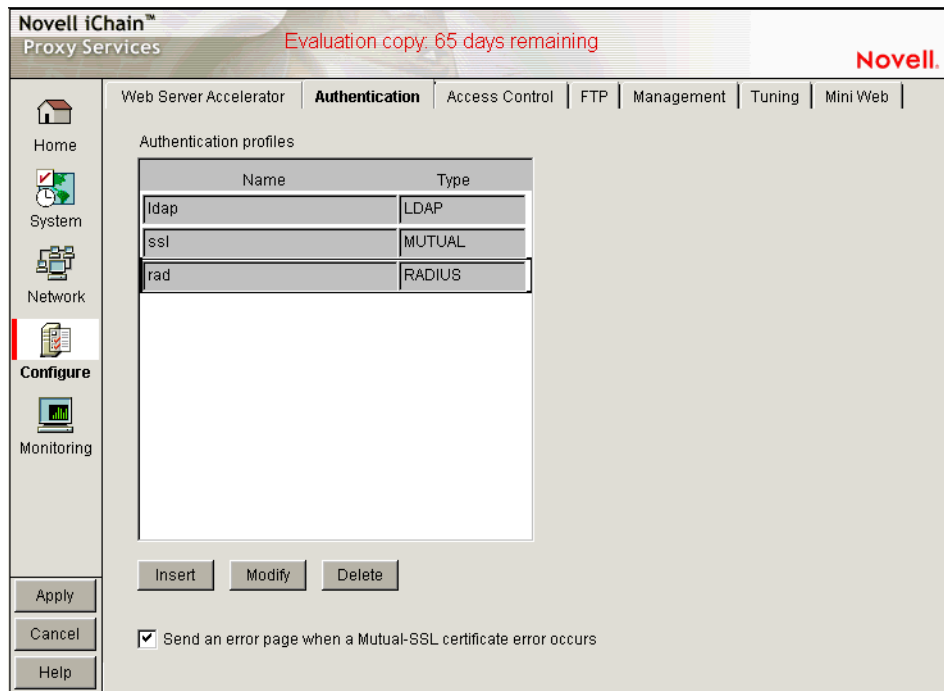 Novell iChain™
Proxy Services
Evaluation copy: 65 days remaining
Novell.
Web Server Accelerator
Authentication
Access Control
FTP
Management
Tuning
Mini Web
Home
System
Network
Configure
Monitoring
Authentication profiles
Name Type
ldap LDAP
ssl MUTUAL
rad RADIUS
Insert Modify Delete
Send an error page when a Mutual-SSL certificate error occurs
Apply
Cancel
Help